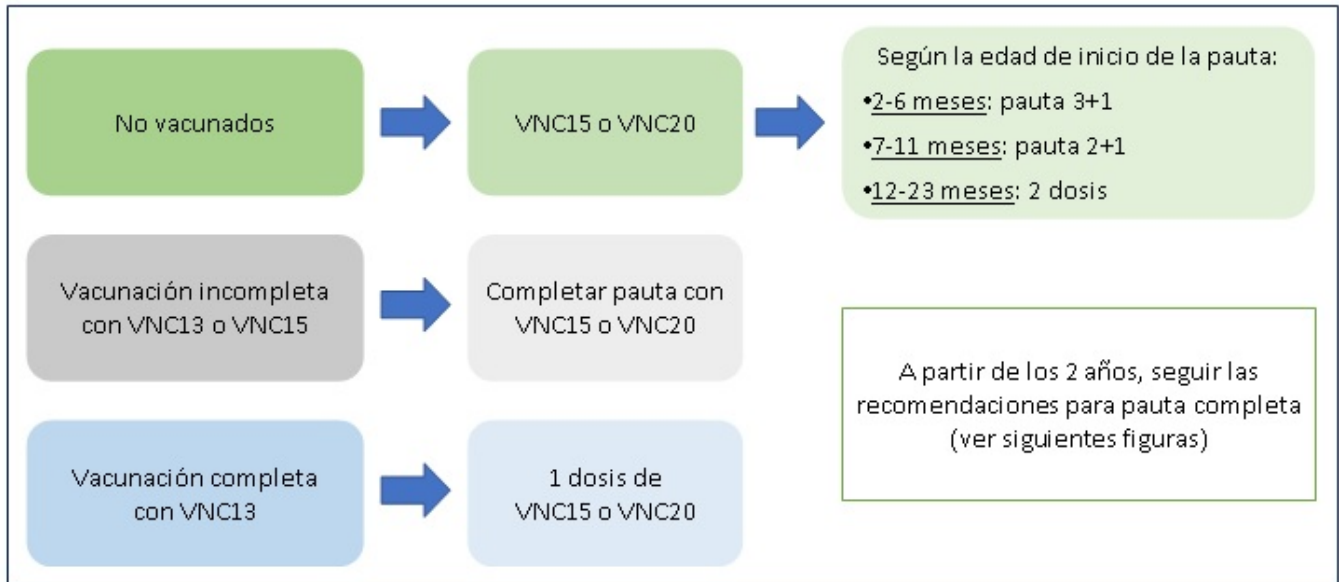 No vacunados
VNC15 o VNC20
Según la edad de inicio de la pauta:
•2-6 meses: pauta 3+1
•7-11 meses: pauta 2+1
•12-23 meses: 2 dosis
Vacunación incompleta
con VNC13 o VNC15
Completar pauta con
VNC15 o VNC20
A partir de los 2 años, seguir las
recomendaciones para pauta completa
(ver siguientes figuras)
Vacunación completa
con VNC13
1 dosis de
VNC15 o VNC20